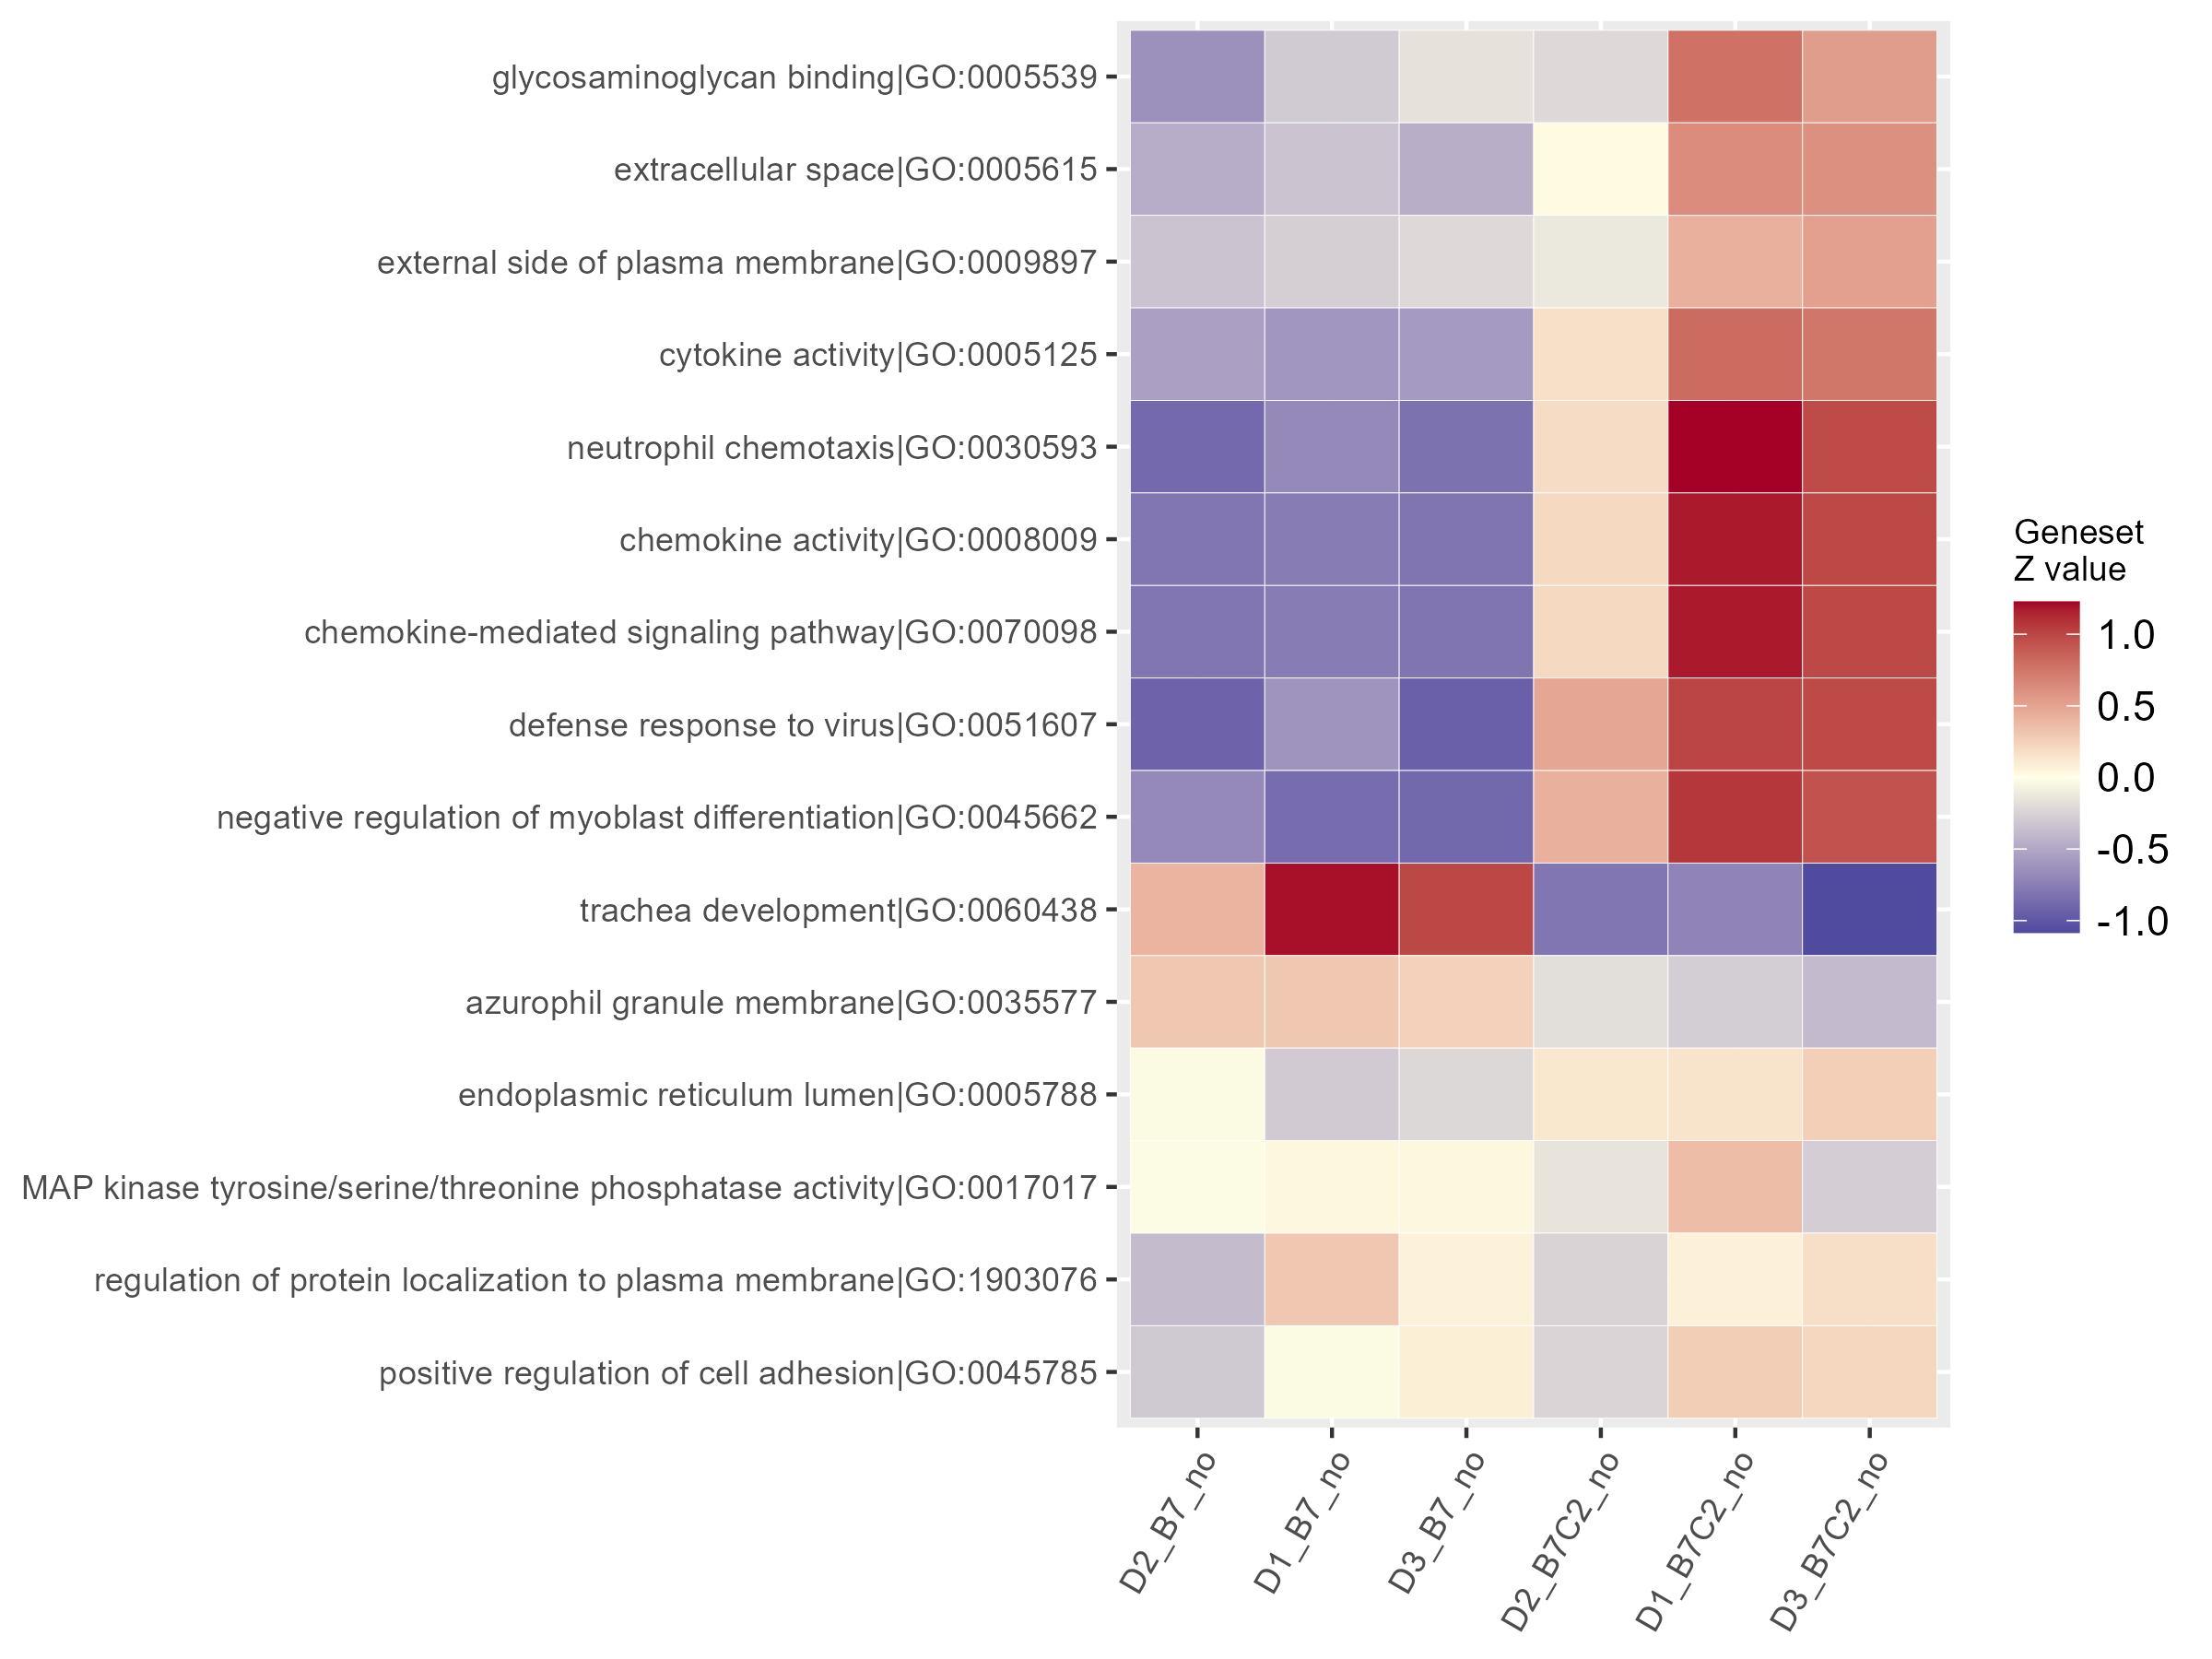 glycosaminoglycan binding|GO:0005539
extracellular space|GO:0005615
external side of plasma membrane|GO:0009897
cytokine activity|GO:0005125
neutrophil chemotaxis|GO:0030593
chemokine activity|GO:0008009
chemokine-mediated signaling pathway|GO:0070098
defense response to virus|GO:0051607
negative regulation of myoblast differentiation|GO:0045662
trachea development|GO:0060438
azurophil granule membrane|GO:0035577
endoplasmic reticulum lumen|GO:0005788
MAP kinase tyrosine/serine/threonine phosphatase activity|GO:0017017
regulation of protein localization to plasma membrane|GO:1903076
positive regulation of cell adhesion|GO:0045785
D2_B7_no
D1_B7_no
D3_B7_no
D2_B7C2_no
D1_B7C2_no
D3_B7C2_no
Geneset
Z value
1.0
0.5
0.0
-0.5
-1.0